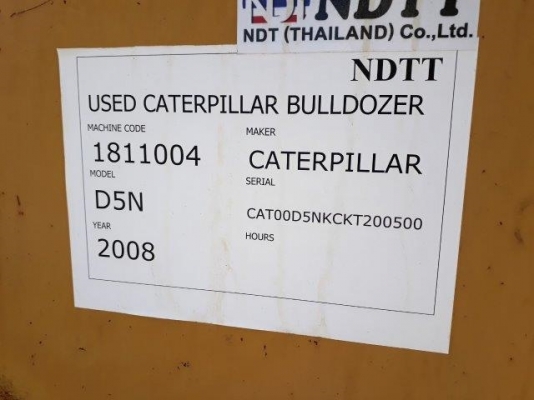 NDTT
NDT (THAILAND) Co.,Ltd.
NDTT
USED CATERPILLAR BULLDOZER
MACHINE CODE
1811004
MAKER
CATERPILLAR
MODEL
D5N
SERIAL
CAT00D5NKCKT200500
YEAR
2008
HOURS